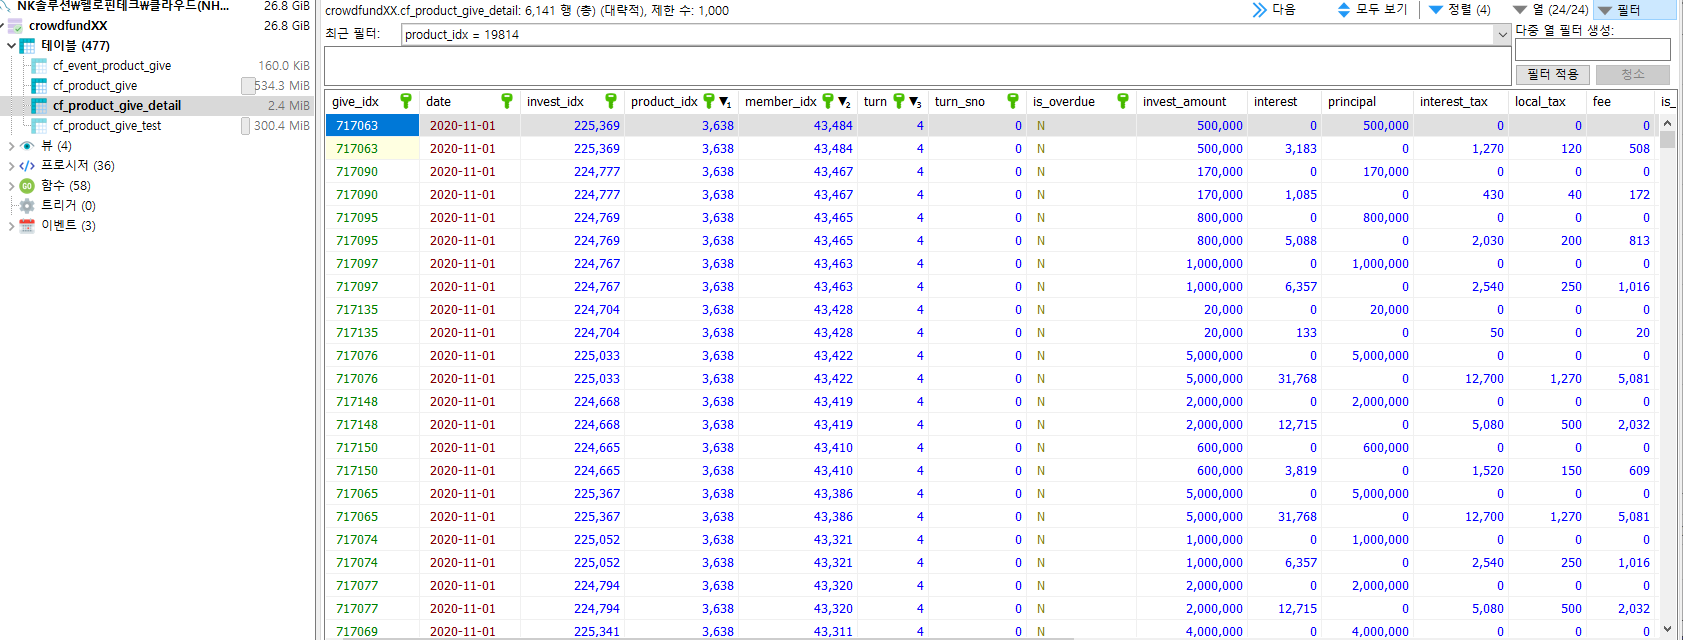 NK솔루션₩헬로핀테크₩클라우드(NH... 26.8 GiB
crowdfundXX 26.8 GiB
테이블 (477)
cf_event_product_give 160.0 KiB
cf_product_give 534.3 MiB
cf_product_give_detail 2.4 MiB
cf_product_give_test 300.4 MiB
뷰 (4)
프로시저 (36)
함수 (58)
트리거 (0)
이벤트 (3)
crowdfundXX.cf_product_give_detail: 6,141 행 (총) (대략적), 제한 수: 1,000 다음 모두 보기 정렬 (4) 열 (24/24) 필터
최근 필터: product_idx = 19814 다중 열 필터 생성:
필터 적용 청소
give_idx date invest_idx product_idx 1 member_idx 2 turn 3 turn_sno is_overdue invest_amount interest principal interest_tax local_tax fee is_
717063 2020-11-01 225,369 3,638 43,484 4 0 N 500,000 0 500,000 0 0 0
717063 2020-11-01 225,369 3,638 43,484 4 0 N 500,000 3,183 0 1,270 120 508
717090 2020-11-01 224,777 3,638 43,467 4 0 N 170,000 0 170,000 0 0 0
717090 2020-11-01 224,777 3,638 43,467 4 0 N 170,000 1,085 0 430 40 172
717095 2020-11-01 224,769 3,638 43,465 4 0 N 800,000 0 800,000 0 0 0
717095 2020-11-01 224,769 3,638 43,465 4 0 N 800,000 5,088 0 2,030 200 813
717097 2020-11-01 224,767 3,638 43,463 4 0 N 1,000,000 0 1,000,000 0 0 0
717097 2020-11-01 224,767 3,638 43,463 4 0 N 1,000,000 6,357 0 2,540 250 1,016
717135 2020-11-01 224,704 3,638 43,428 4 0 N 20,000 0 20,000 0 0 0
717135 2020-11-01 224,704 3,638 43,428 4 0 N 20,000 133 0 50 0 20
717076 2020-11-01 225,033 3,638 43,422 4 0 N 5,000,000 0 5,000,000 0 0 0
717076 2020-11-01 225,033 3,638 43,422 4 0 N 5,000,000 31,768 0 12,700 1,270 5,081
717148 2020-11-01 224,668 3,638 43,419 4 0 N 2,000,000 0 2,000,000 0 0 0
717148 2020-11-01 224,668 3,638 43,419 4 0 N 2,000,000 12,715 0 5,080 500 2,032
717150 2020-11-01 224,665 3,638 43,410 4 0 N 600,000 0 600,000 0 0 0
717150 2020-11-01 224,665 3,638 43,410 4 0 N 600,000 3,819 0 1,520 150 609
717065 2020-11-01 225,367 3,638 43,386 4 0 N 5,000,000 0 5,000,000 0 0 0
717065 2020-11-01 225,367 3,638 43,386 4 0 N 5,000,000 31,768 0 12,700 1,270 5,081
717074 2020-11-01 225,052 3,638 43,321 4 0 N 1,000,000 0 1,000,000 0 0 0
717074 2020-11-01 225,052 3,638 43,321 4 0 N 1,000,000 6,357 0 2,540 250 1,016
717077 2020-11-01 224,794 3,638 43,320 4 0 N 2,000,000 0 2,000,000 0 0 0
717077 2020-11-01 224,794 3,638 43,320 4 0 N 2,000,000 12,715 0 5,080 500 2,032
717069 2020-11-01 225,341 3,638 43,311 4 0 N 4,000,000 0 4,000,000 0 0 0